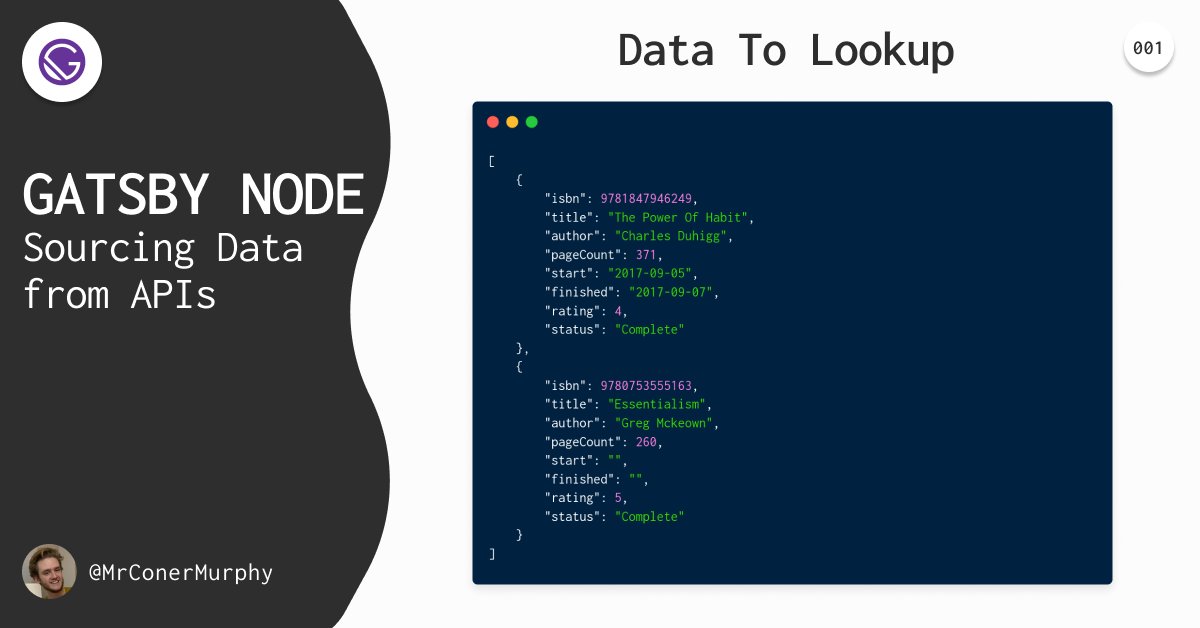 GATSBY NODE
Sourcing Data
from APIs
@MrConerMurphy
Data To Lookup
001
[
    {
        "isbn": 9781847946249,
        "title": "The Power Of Habit",
        "author": "Charles Duhigg",
        "pageCount": 371,
        "start": "2017-09-05",
        "finished": "2017-09-07",
        "rating": 4,
        "status": "Complete"
    },
    {
        "isbn": 9780753555163,
        "title": "Essentialism",
        "author": "Greg Mckeown",
        "pageCount": 260,
        "start": "",
        "finished": "",
        "rating": 5,
        "status": "Complete"
    }
]